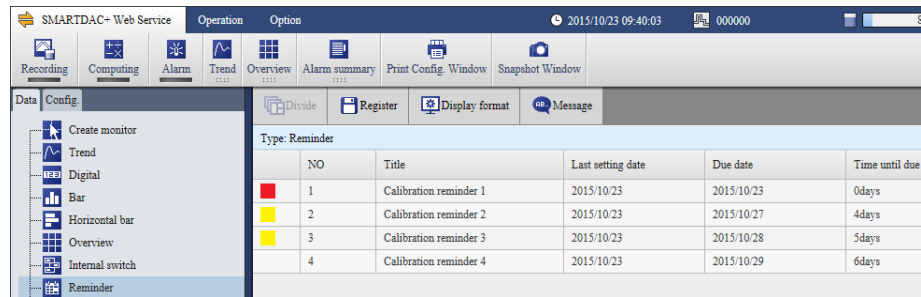 SMARTDAC+ Web Service Operation Option 2015/10/23 09:40:03 000000
Recording Computing Alarm Trend Overview Alarm summary Print Config. Window Snapshot Window
Data Config. Divide Register Display format Message
Create monitor
Type: Reminder
Trend
NO Title Last setting date Due date Time until due
Digital
1 Calibration reminder 1 2015/10/23 2015/10/23 0days
Bar
2 Calibration reminder 2 2015/10/23 2015/10/27 4days
Horizontal bar
3 Calibration reminder 3 2015/10/23 2015/10/28 5days
Overview
4 Calibration reminder 4 2015/10/23 2015/10/29 6days
Internal switch
Reminder